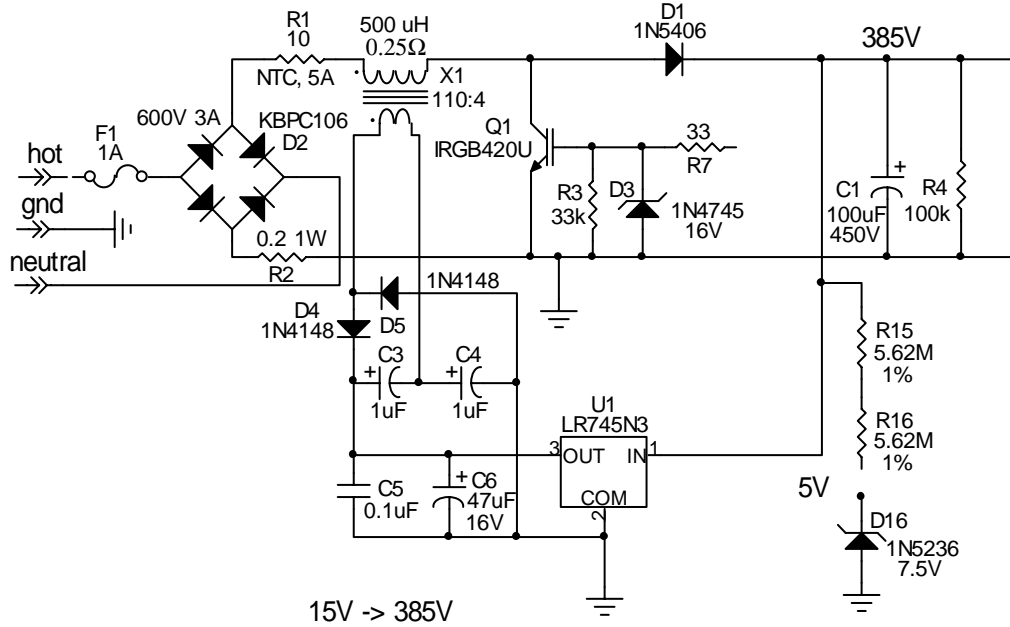 D1
1N5406
385V
R1
10
NTC, 5A
500 uH
0.25Ω
X1
110:4
600V 3A
KBPC106
D2
F1
1A
hot
gnd
neutral
0.2 1W
R2
Q1
IRGB420U
33
R7
R3
33k
D3
1N4745
16V
C1
+
100uF
450V
R4
100k
D4
1N4148
1N4148
D5
C3
+
1uF
C4
+
1uF
U1
LR745N3
3
OUT
IN
1
COM
2
C5
0.1uF
+
C6
47uF
16V
R15
5.62M
1%
R16
5.62M
1%
5V
D16
1N5236
7.5V
15V -> 385V